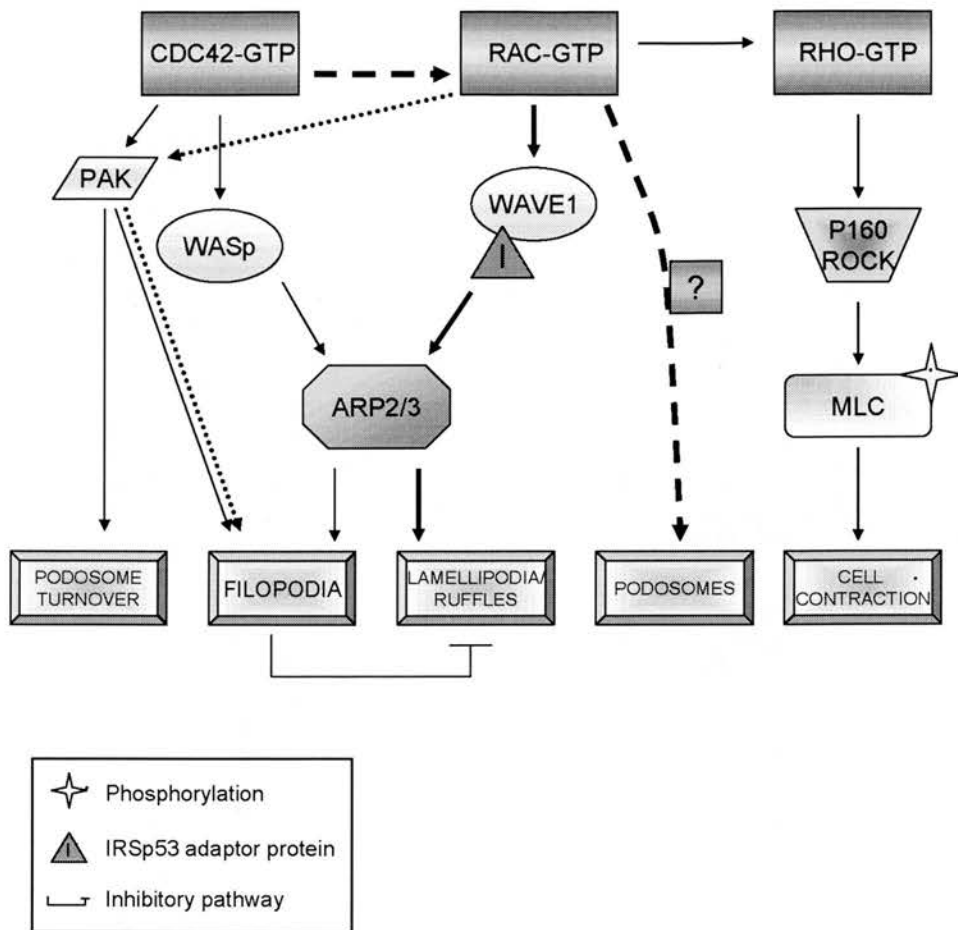 CDC42-GTP
RAC-GTP
RHO-GTP
PAK
WASp
WAVE1
I
?
P160
ROCK
ARP2/3
MLC
PODOSOME
TURNOVER
FILOPODIA
LAMELLIPODIA/
RUFFLES
PODOSOMES
CELL
CONTRACTION
Phosphorylation
I
IRSp53 adaptor protein
Inhibitory pathway